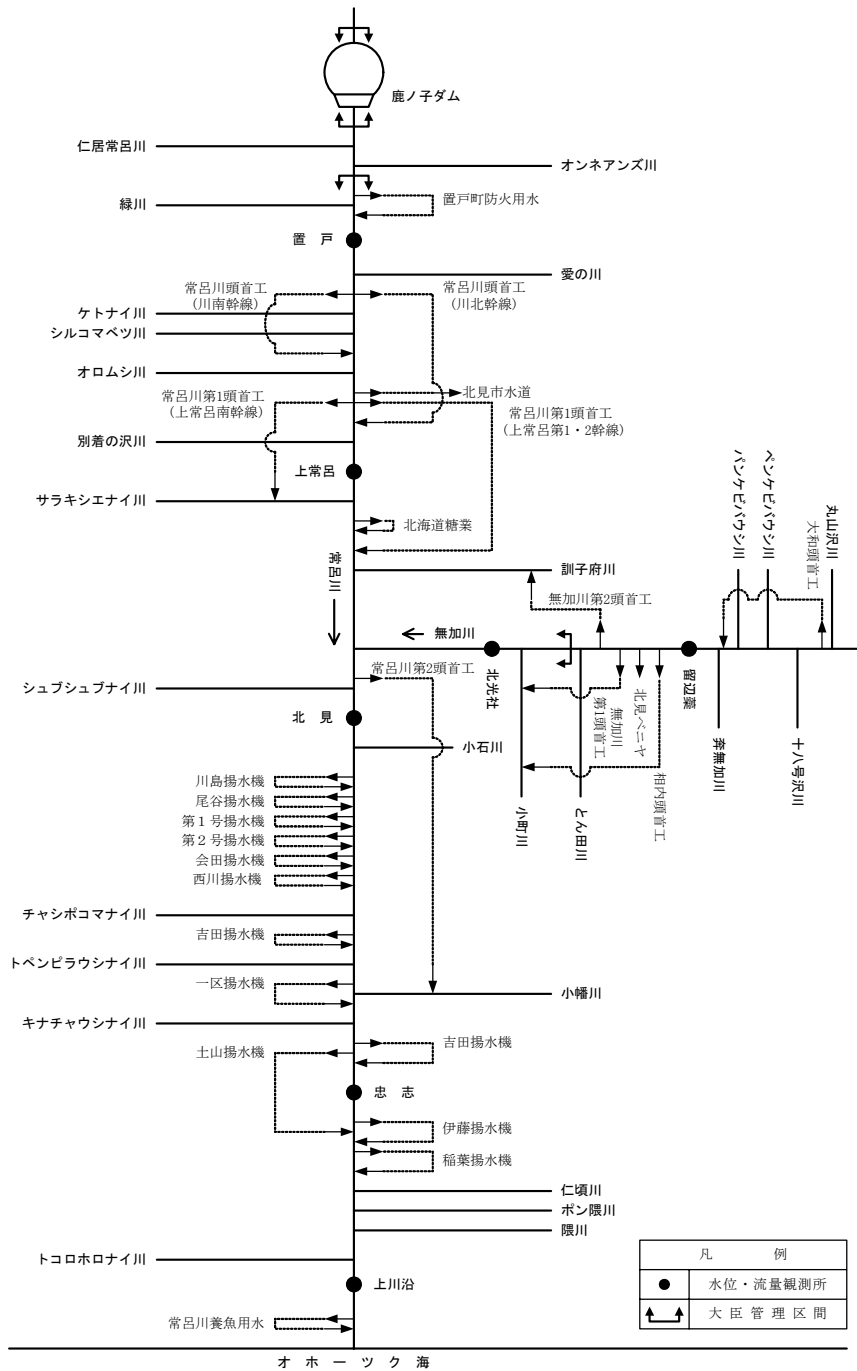 鹿ノ子ダム
仁居常呂川
オンネアンズ川
緑川
置戸町防火用水
置 戸
愛の川
常呂川頭首工
(川南幹線)
常呂川頭首工
(川北幹線)
ケトナイ川
シルコマベツ川
オロムシ川
北見市水道
常呂川第1頭首工
(上常呂南幹線)
常呂川第1頭首工
(上常呂第1・2幹線)
別着の沢川
上常呂
サラキシエナイ川
北海道糖業
常呂川
訓子府川
無加川第2頭首工
パンケビバウシ川
ペンケビバウシ川
大和頭首工
丸山沢川
無加川
北光社
留辺蘂
常呂川第2頭首工
無加川
第1頭首工
北見ベニヤ
相内頭首工
奔無加川
十八号沢川
小町川
とん田川
シュブシュブナイ川
北 見
小石川
川島揚水機
尾谷揚水機
第1号揚水機
第2号揚水機
会田揚水機
西川揚水機
チャシポコマナイ川
吉田揚水機
トペンピラウシナイ川
一区揚水機
小幡川
キナチャウシナイ川
土山揚水機
吉田揚水機
忠 志
伊藤揚水機
稲葉揚水機
仁頃川
ポン隈川
隈川
トコロホロナイ川
上川沿
常呂川養魚用水
オ ホ ー ツ ク 海
凡 例
水位・流量観測所
大 臣 管 理 区 間